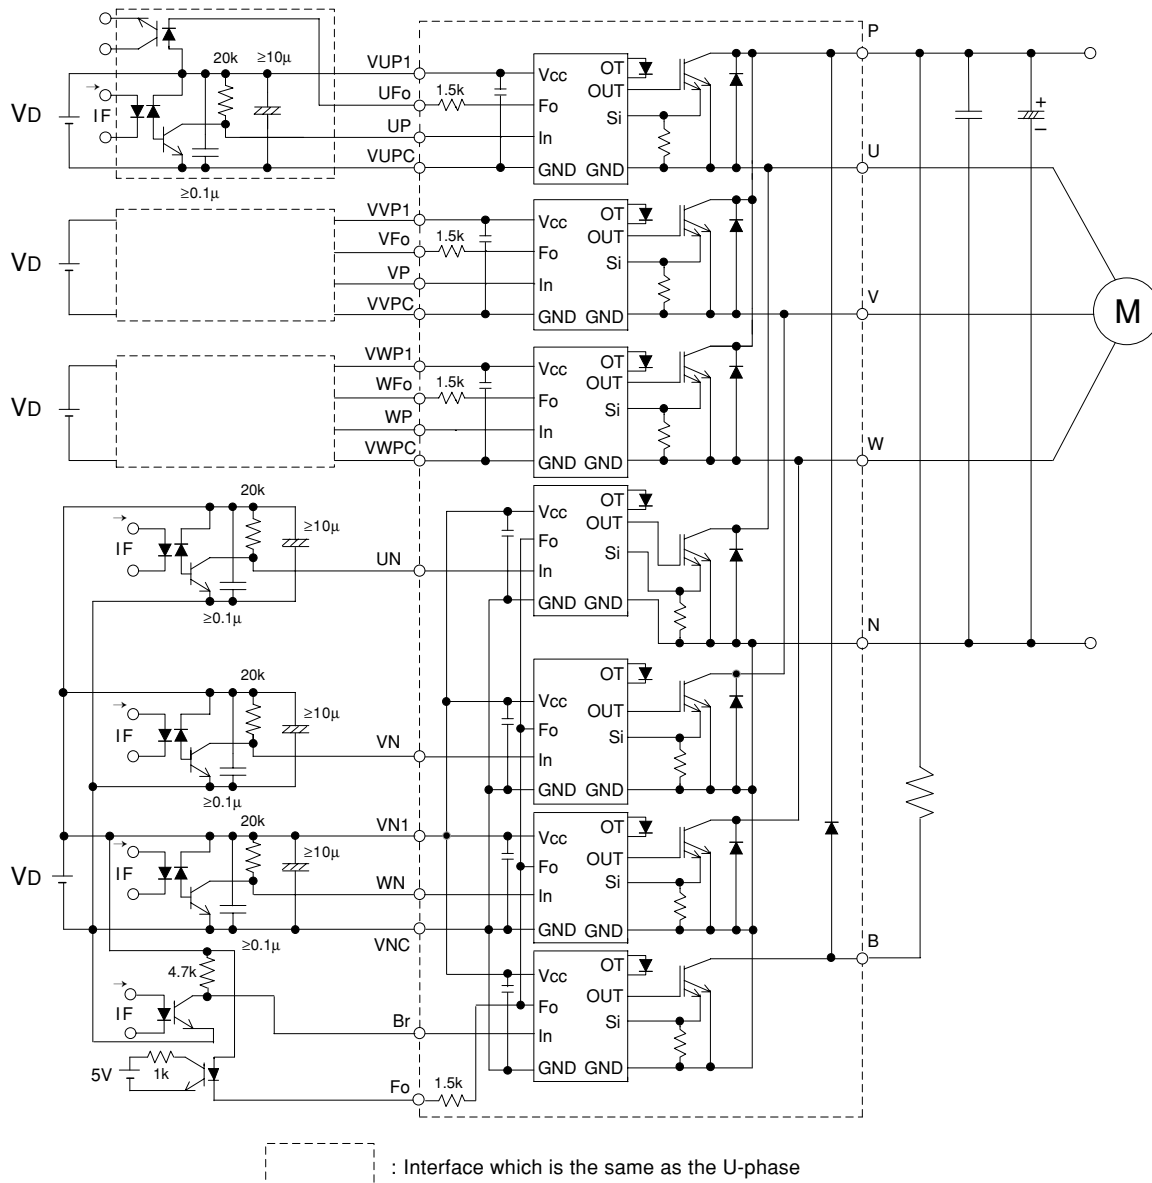 P
20k
≥10µ
VUP1
Vcc
OT
UFo
1.5k
Fo
OUT
Si
VD
IF
UP
In
VUPC
GND
GND
U
≥0.1µ
+
–
VVP1
Vcc
OT
VFo
1.5k
Fo
OUT
Si
VD
VP
In
VVPC
GND
GND
V
M
VWP1
Vcc
OT
WFo
1.5k
Fo
OUT
Si
VD
WP
In
VWPC
GND
GND
W
20k
≥10µ
IF
UN
≥0.1µ
Vcc
OT
OUT
Fo
Si
In
GND
GND
N
20k
≥10µ
IF
VN
≥0.1µ
Vcc
OT
Fo
OUT
Si
In
GND
GND
20k
≥10µ
VN1
IF
VD
WN
≥0.1µ
VNC
Vcc
OT
Fo
OUT
Si
In
GND
GND
B
4.7k
IF
Br
Vcc
OT
Fo
OUT
Si
In
GND
GND
5V
1k
Fo
1.5k
: Interface which is the same as the U-phase